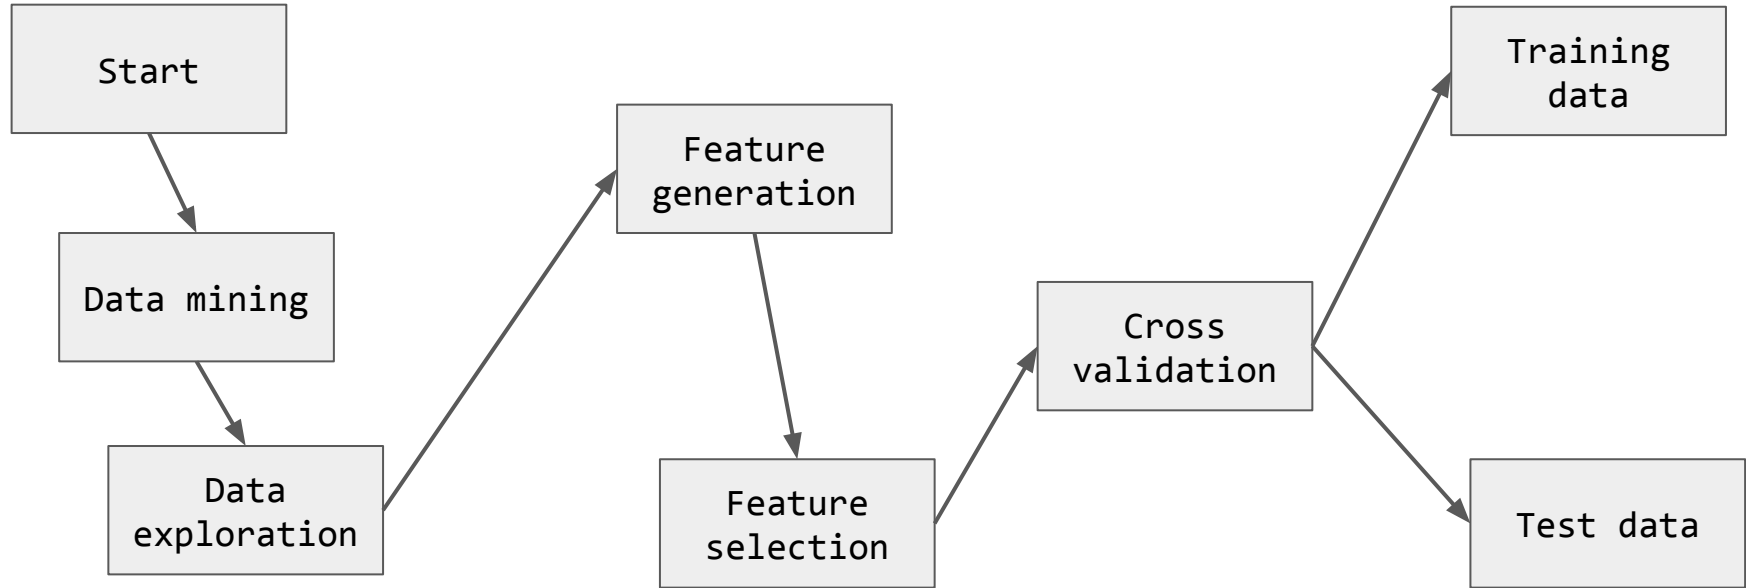 Start
Data mining
Data
exploration
Feature
generation
Feature
selection
Cross
validation
Training
data
Test data